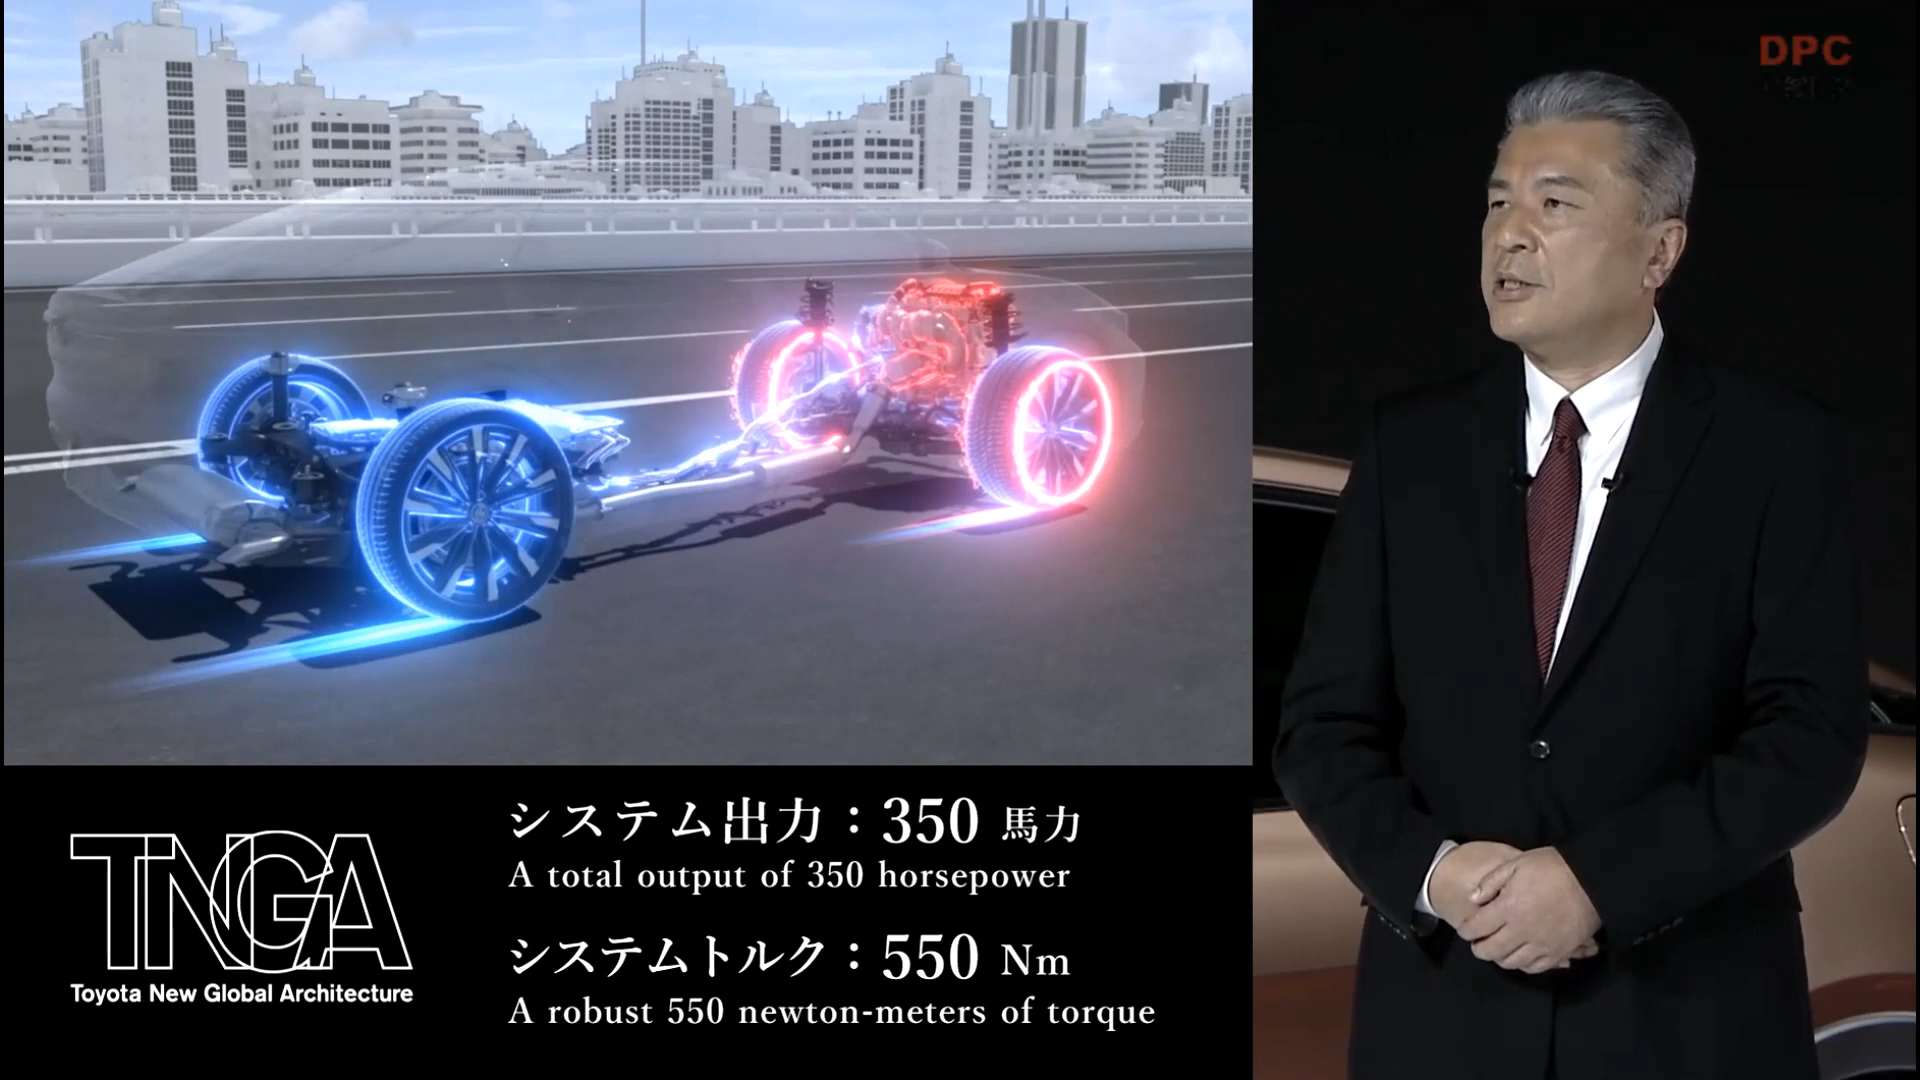 DPC
システム出力：350 馬力
A total output of 350 horsepower
システムトルク：550 Nm
A robust 550 newton-meters of torque
TNGA
Toyota New Global Architecture